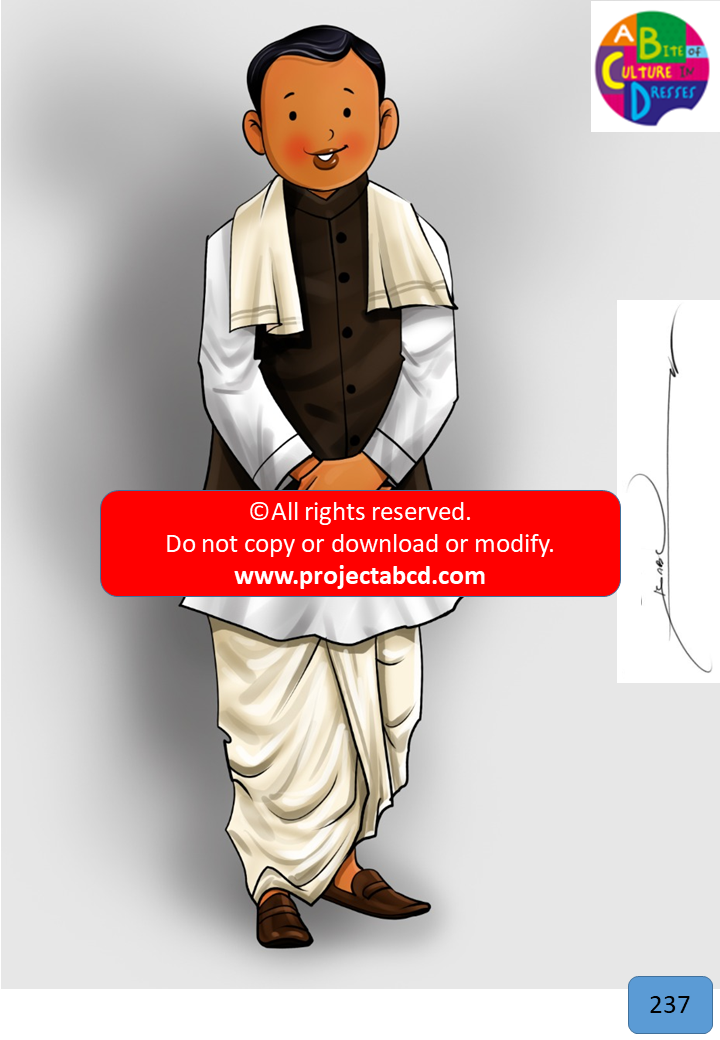 A BITE OF
CULTURE IN
DRESSES
©All rights reserved.
Do not copy or download or modify.
www.projectabcd.com
237